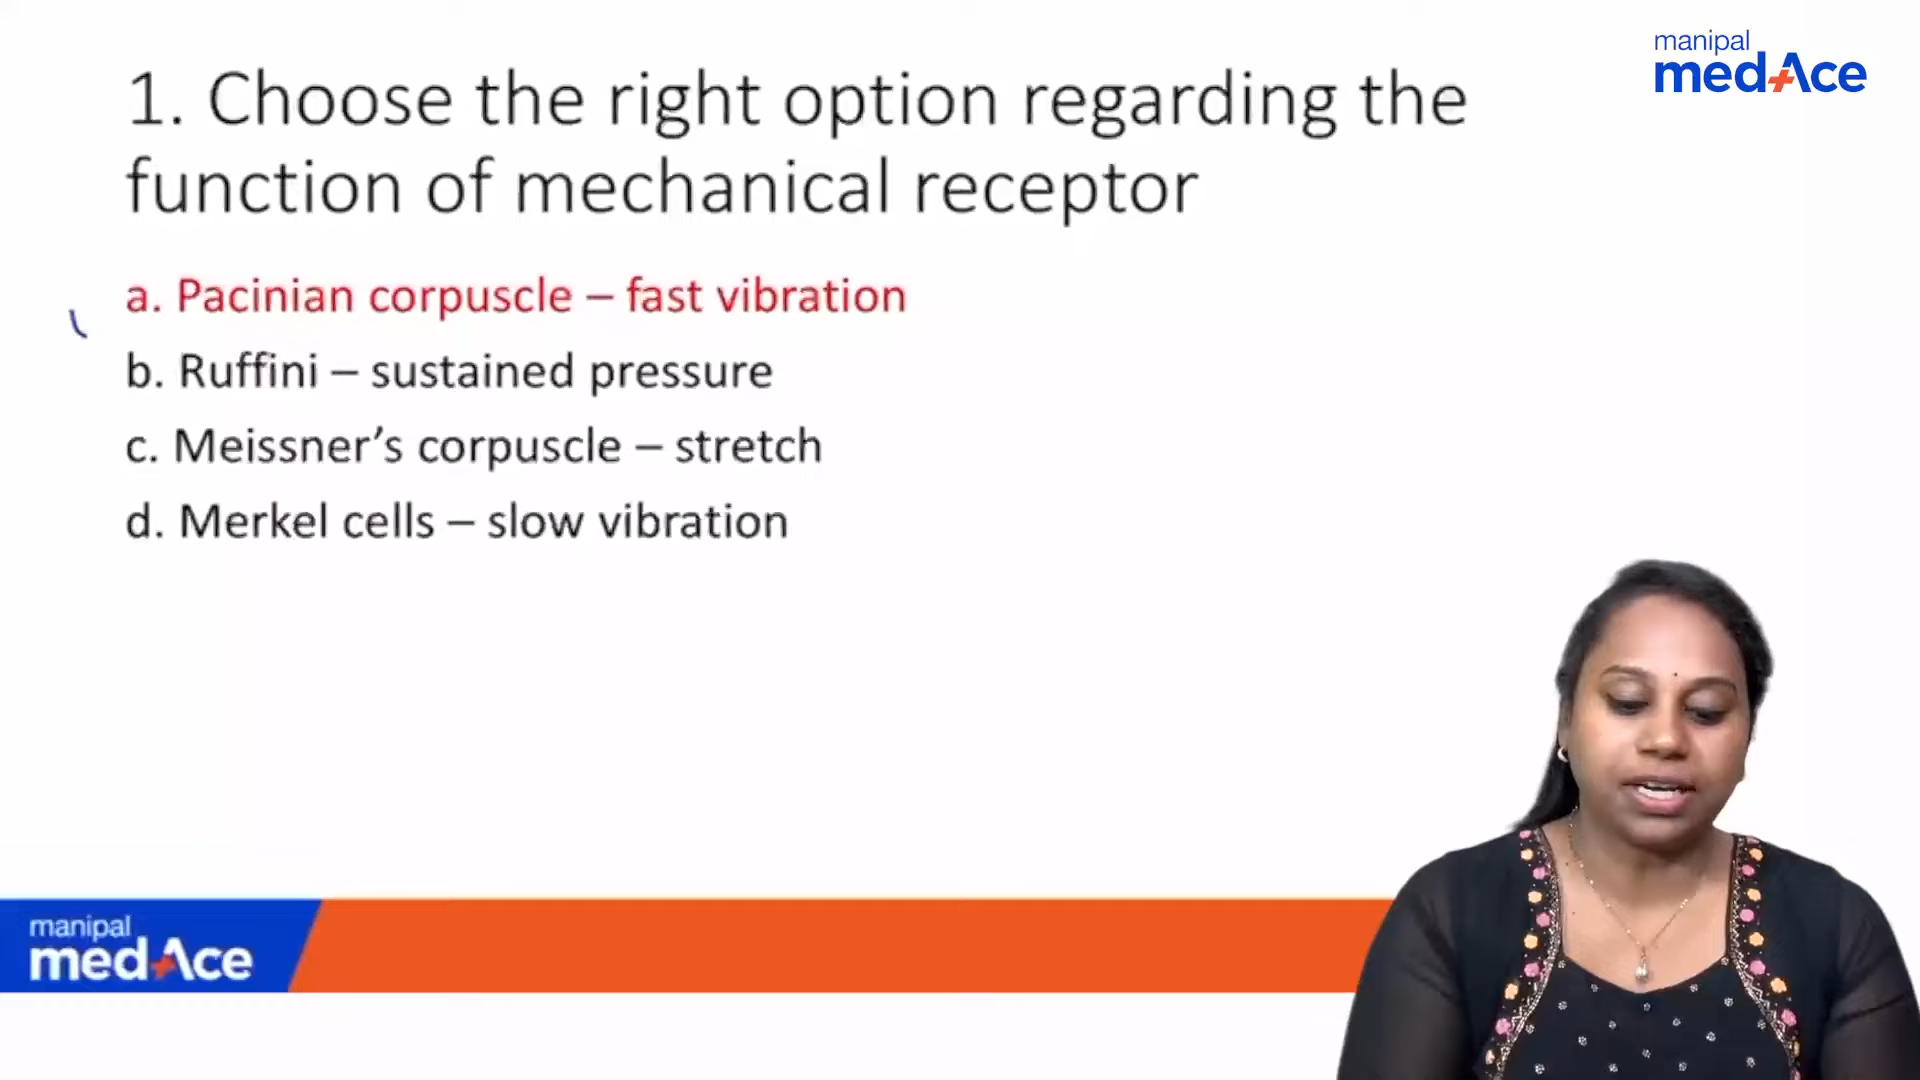 manipal
medAce
1. Choose the right option regarding the
function of mechanical receptor
a. Pacinian corpuscle – fast vibration
b. Ruffini – sustained pressure
c. Meissner’s corpuscle – stretch
d. Merkel cells – slow vibration
manipal
medAce